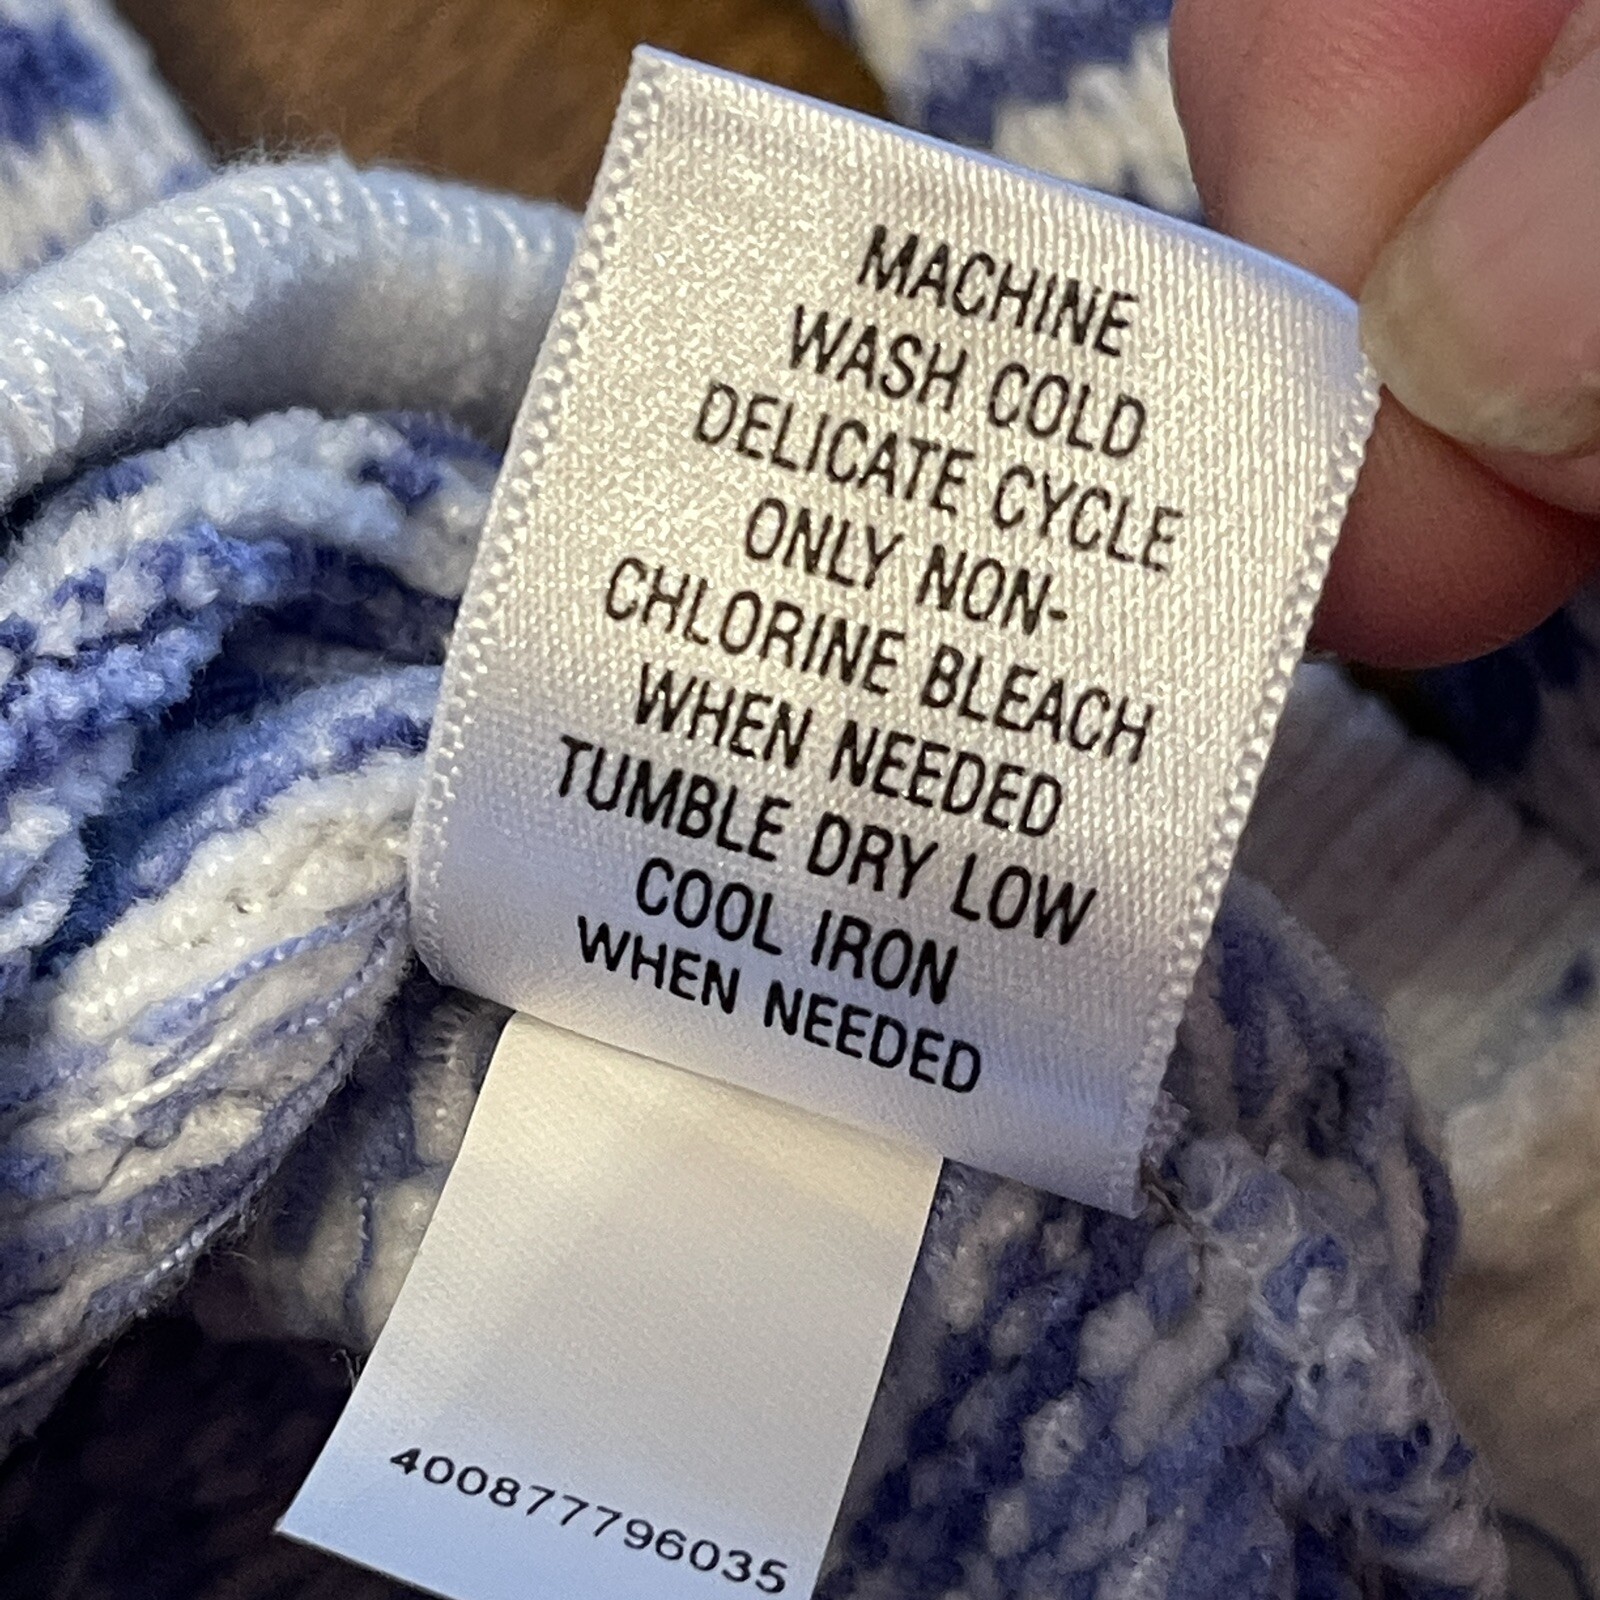 MACHINE
WASH COLD
DELICATE CYCLE
ONLY NON-
CHLORINE BLEACH
WHEN NEEDED
TUMBLE DRY LOW
COOL IRON
WHEN NEEDED
400877796035